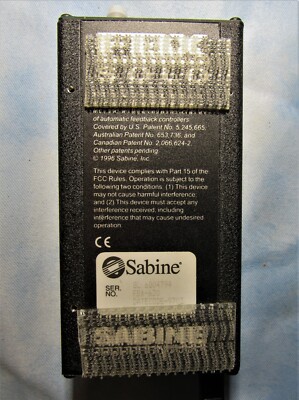 of automatic feedback controllers
Covered by U.S. Patent No. 5,245,665;
Australian Patent No. 653,736; and
Canadian Patent No. 2,066,624-2.
Other patents pending.
© 1996 Sabine, Inc.
This device complies with Part 15 of the
FCC Rules. Operation is subject to the
following two conditions: (1) This device
may not cause harmful interference
and (2) This device must accept any
interference received, including
interference that may cause undesired
operation.
CE
Sabine®
SER.
NO.
SABINE